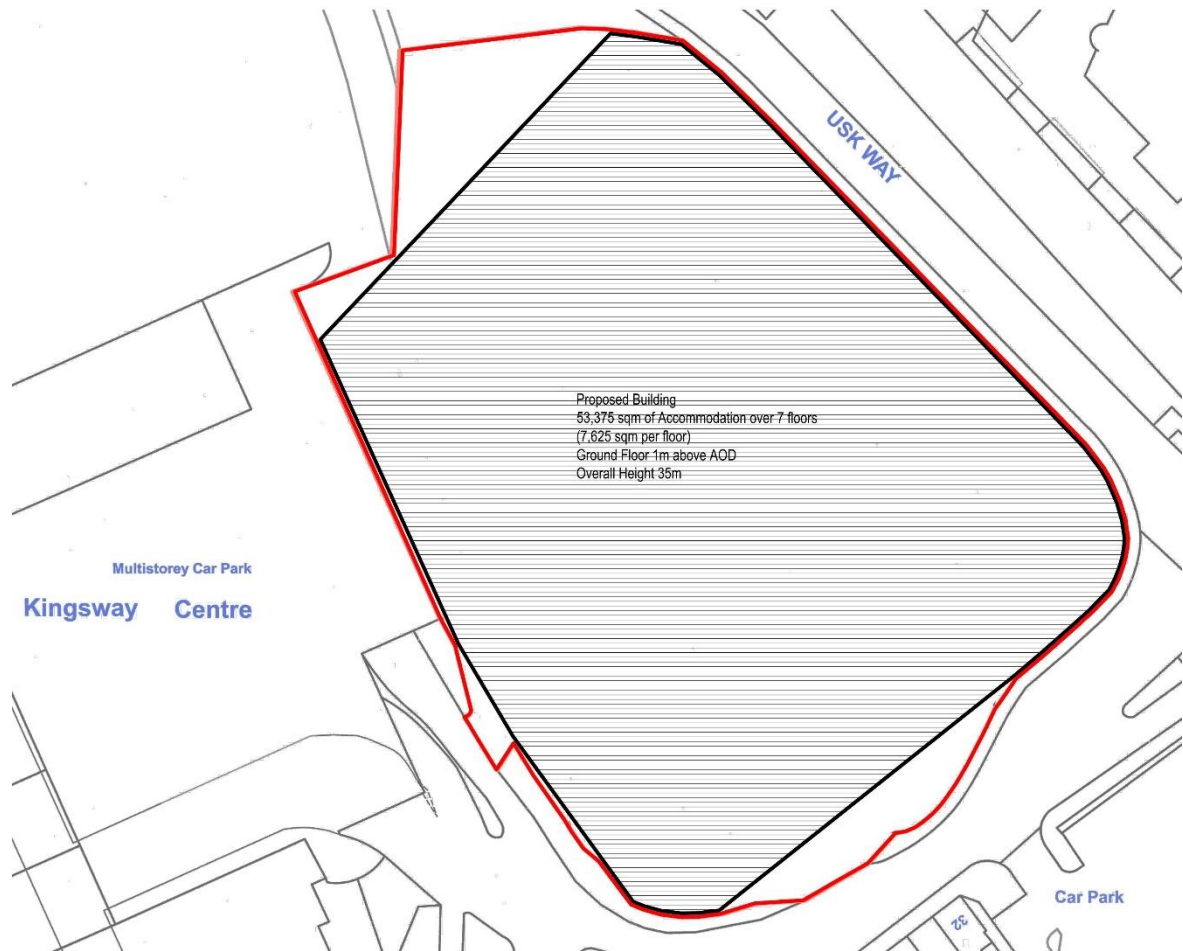 USK WAY
Proposed Building
53,375 sqm of Accommodation over 7 floors
(7,625 sqm per floor)
Ground Floor 1m above AOD
Overall Height 35m
Multistorey Car Park
Kingsway Centre
Car Park
32